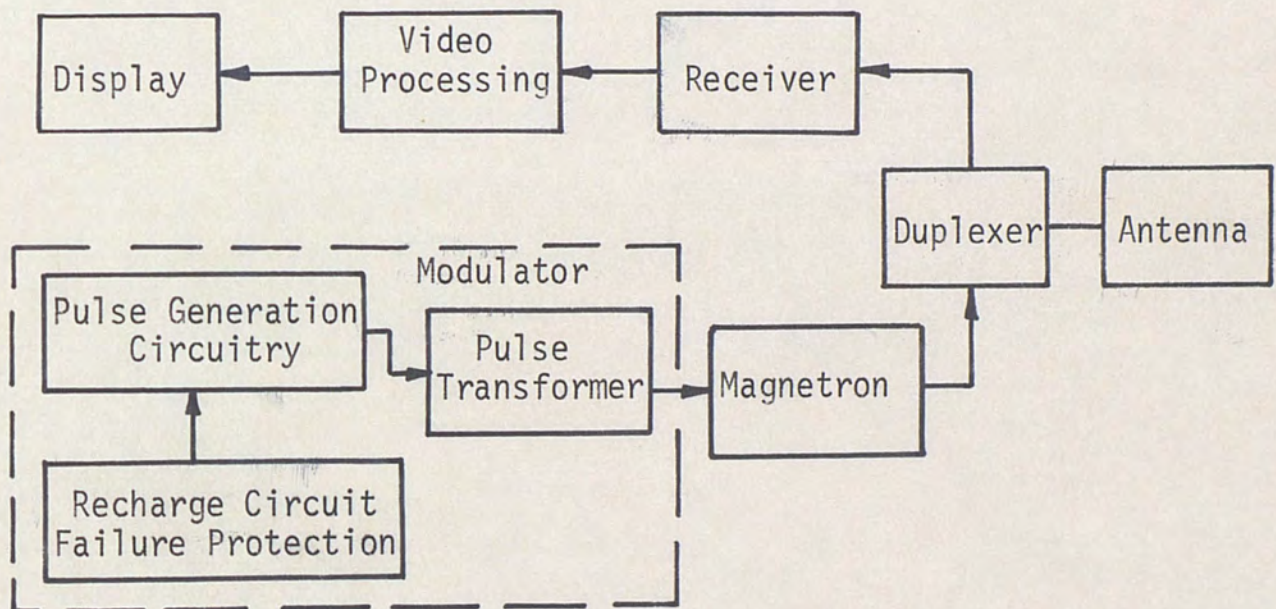 Display
Video
Processing
Receiver
Duplexer
Antenna
Modulator
Pulse Generation
Circuitry
Pulse
Transformer
Magnetron
Recharge Circuit
Failure Protection